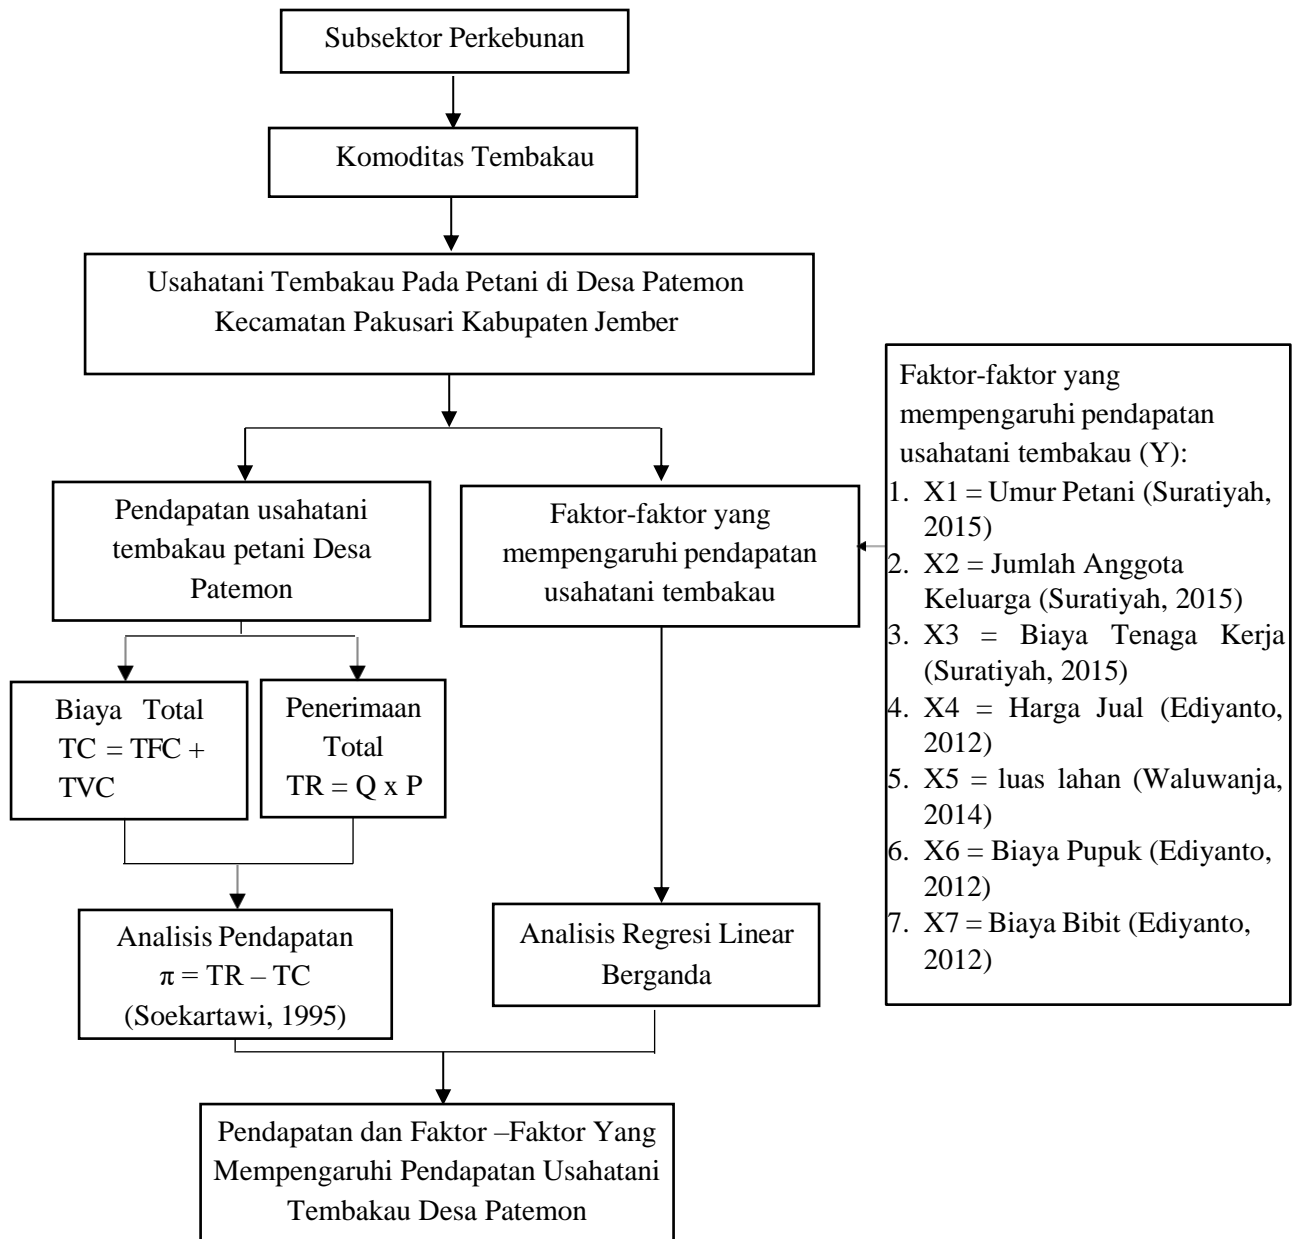 Subsektor Perkebunan
Komoditas Tembakau
Usahatani Tembakau Pada Petani di Desa Patemon
Kecamatan Pakusari Kabupaten Jember
Pendapatan usahatani
tembakau petani Desa
Patemon
Faktor-faktor yang
mempengaruhi pendapatan
usahatani tembakau
Faktor-faktor yang
mempengaruhi pendapatan
usahatani tembakau (Y):
1. X1 = Umur Petani (Suratiyah,
2015)
2. X2 = Jumlah Anggota
Keluarga (Suratiyah, 2015)
3. X3 = Biaya Tenaga Kerja
(Suratiyah, 2015)
4. X4 = Harga Jual (Ediyanto,
2012)
5. X5 = luas lahan (Waluwanja,
2014)
6. X6 = Biaya Pupuk (Ediyanto,
2012)
7. X7 = Biaya Bibit (Ediyanto,
2012)
Biaya Total
TC = TFC +
TVC
Penerimaan
Total
TR = Q x P
Analisis Pendapatan
π = TR – TC
(Soekartawi, 1995)
Analisis Regresi Linear
Berganda
Pendapatan dan Faktor –Faktor Yang
Mempengaruhi Pendapatan Usahatani
Tembakau Desa Patemon